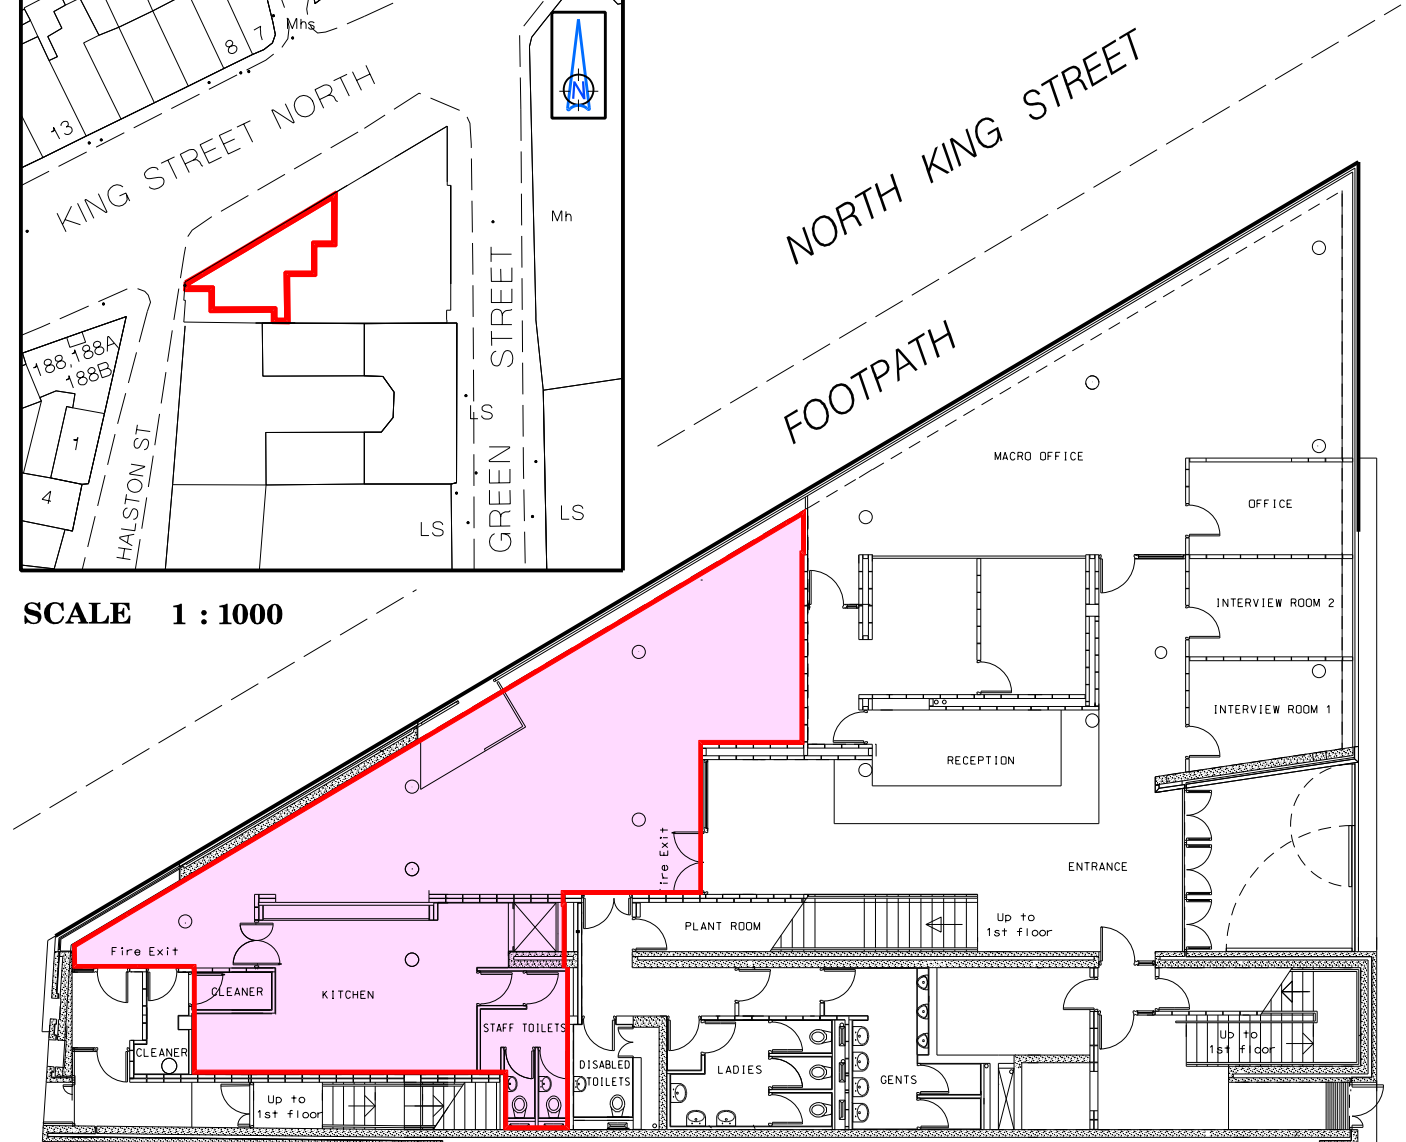 Mhs
8 7
13
KING STREET NORTH
N
Mh
188 188A
188B
1
4
HALSTON ST
GREEN STREET
LS
LS
LS
SCALE 1 : 1000
NORTH KING STREET
FOOTPATH
MACRO OFFICE
OFFICE
INTERVIEW ROOM 2
INTERVIEW ROOM 1
RECEPTION
ENTRANCE
Fire Exit
PLANT ROOM
Up to
1st floor
Fire Exit
CLEANER
KITCHEN
STAFF TOILETS
CLEANER
DISABLED
TOILETS
LADIES
GENTS
Up to
1st floor
Up to
1st floor